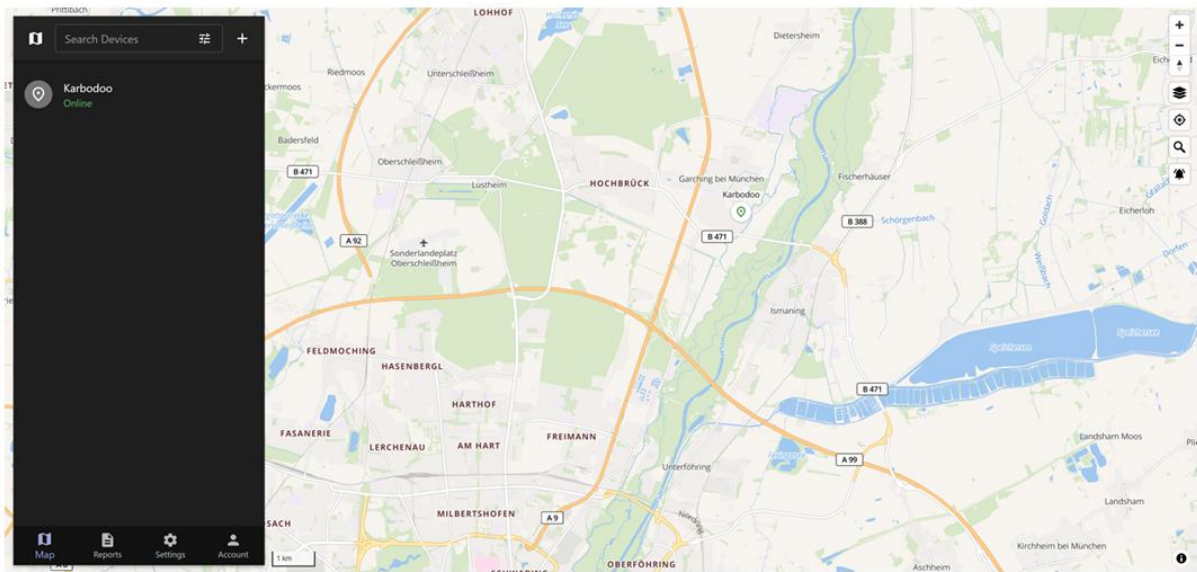 Search Devices
Karbodoo
Online
Map
Reports
Settings
Account
LOHHOF
Dietersheim
Riedmoos
Unterschleißheim
Badersfeld
Oberschleißheim
B 471
Lustheim
HOCHBRÜCK
Garching bei München
Fischerhäuser
Karbodoo
Eicherloh
Goldach
B 388
Schörgenbach
B 471
A 92
Sonderlandeplatz
Oberschleißheim
Dorfen
Ismaning
Speichersee
Speichersee
FELDMOCHING
HASENBERGL
B 471
HARTHOF
FASANERIE
LERCHENAU
AM HART
FREIMANN
Landsham Moos
A 99
Unterföhring
Landsham
MILBERTSHOFEN
A 9
Kirchheim bei München
1 km
OBERFÖHRING
Aschheim